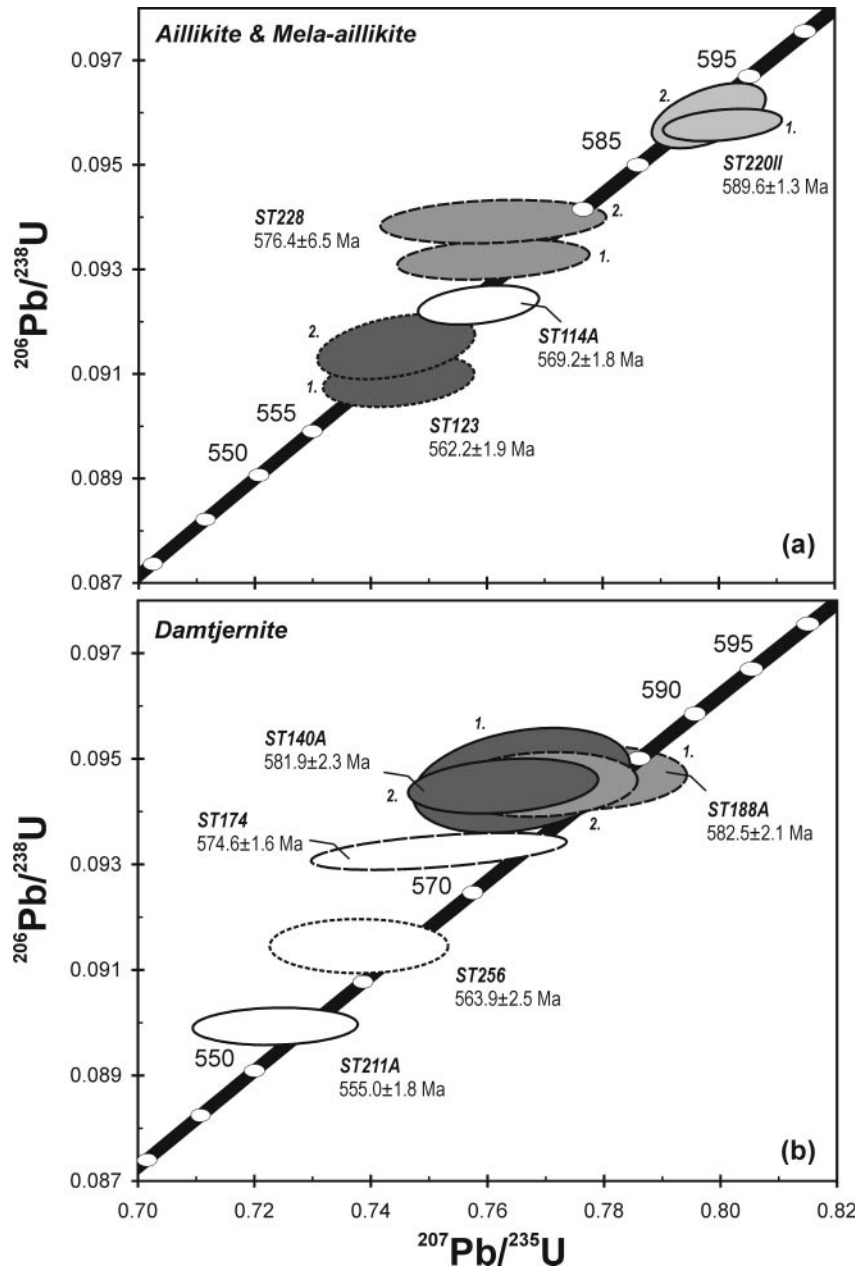 Aillikite & Mela-aillikite
0.097
595
2.
1.
0.095
585
ST220II
589.6±1.3 Ma
ST228
576.4±6.5 Ma
2.
206Pb/238U
0.093
1.
ST114A
569.2±1.8 Ma
2.
0.091
1.
555
ST123
562.2±1.9 Ma
550
0.089
(a)
0.087
Damtjernite
0.097
595
590
1.
ST140A
581.9±2.3 Ma
0.095
1.
2.
ST188A
582.5±2.1 Ma
2.
ST174
574.6±1.6 Ma
206Pb/238U
0.093
570
0.091
ST256
563.9±2.5 Ma
550
ST211A
555.0±1.8 Ma
0.089
(b)
0.087
0.70 0.72 0.74 0.76 0.78 0.80 0.82
207Pb/235U